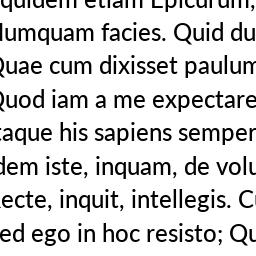 quidem etiam Epicurum,
Numquam facies. Quid du
Quae cum dixisset paulum
Quod iam a me expectare
taque his sapiens semper
dem iste, inquam, de volu
ecte, inquit, intellegis. Cu
ed ego in hoc resisto; Qu